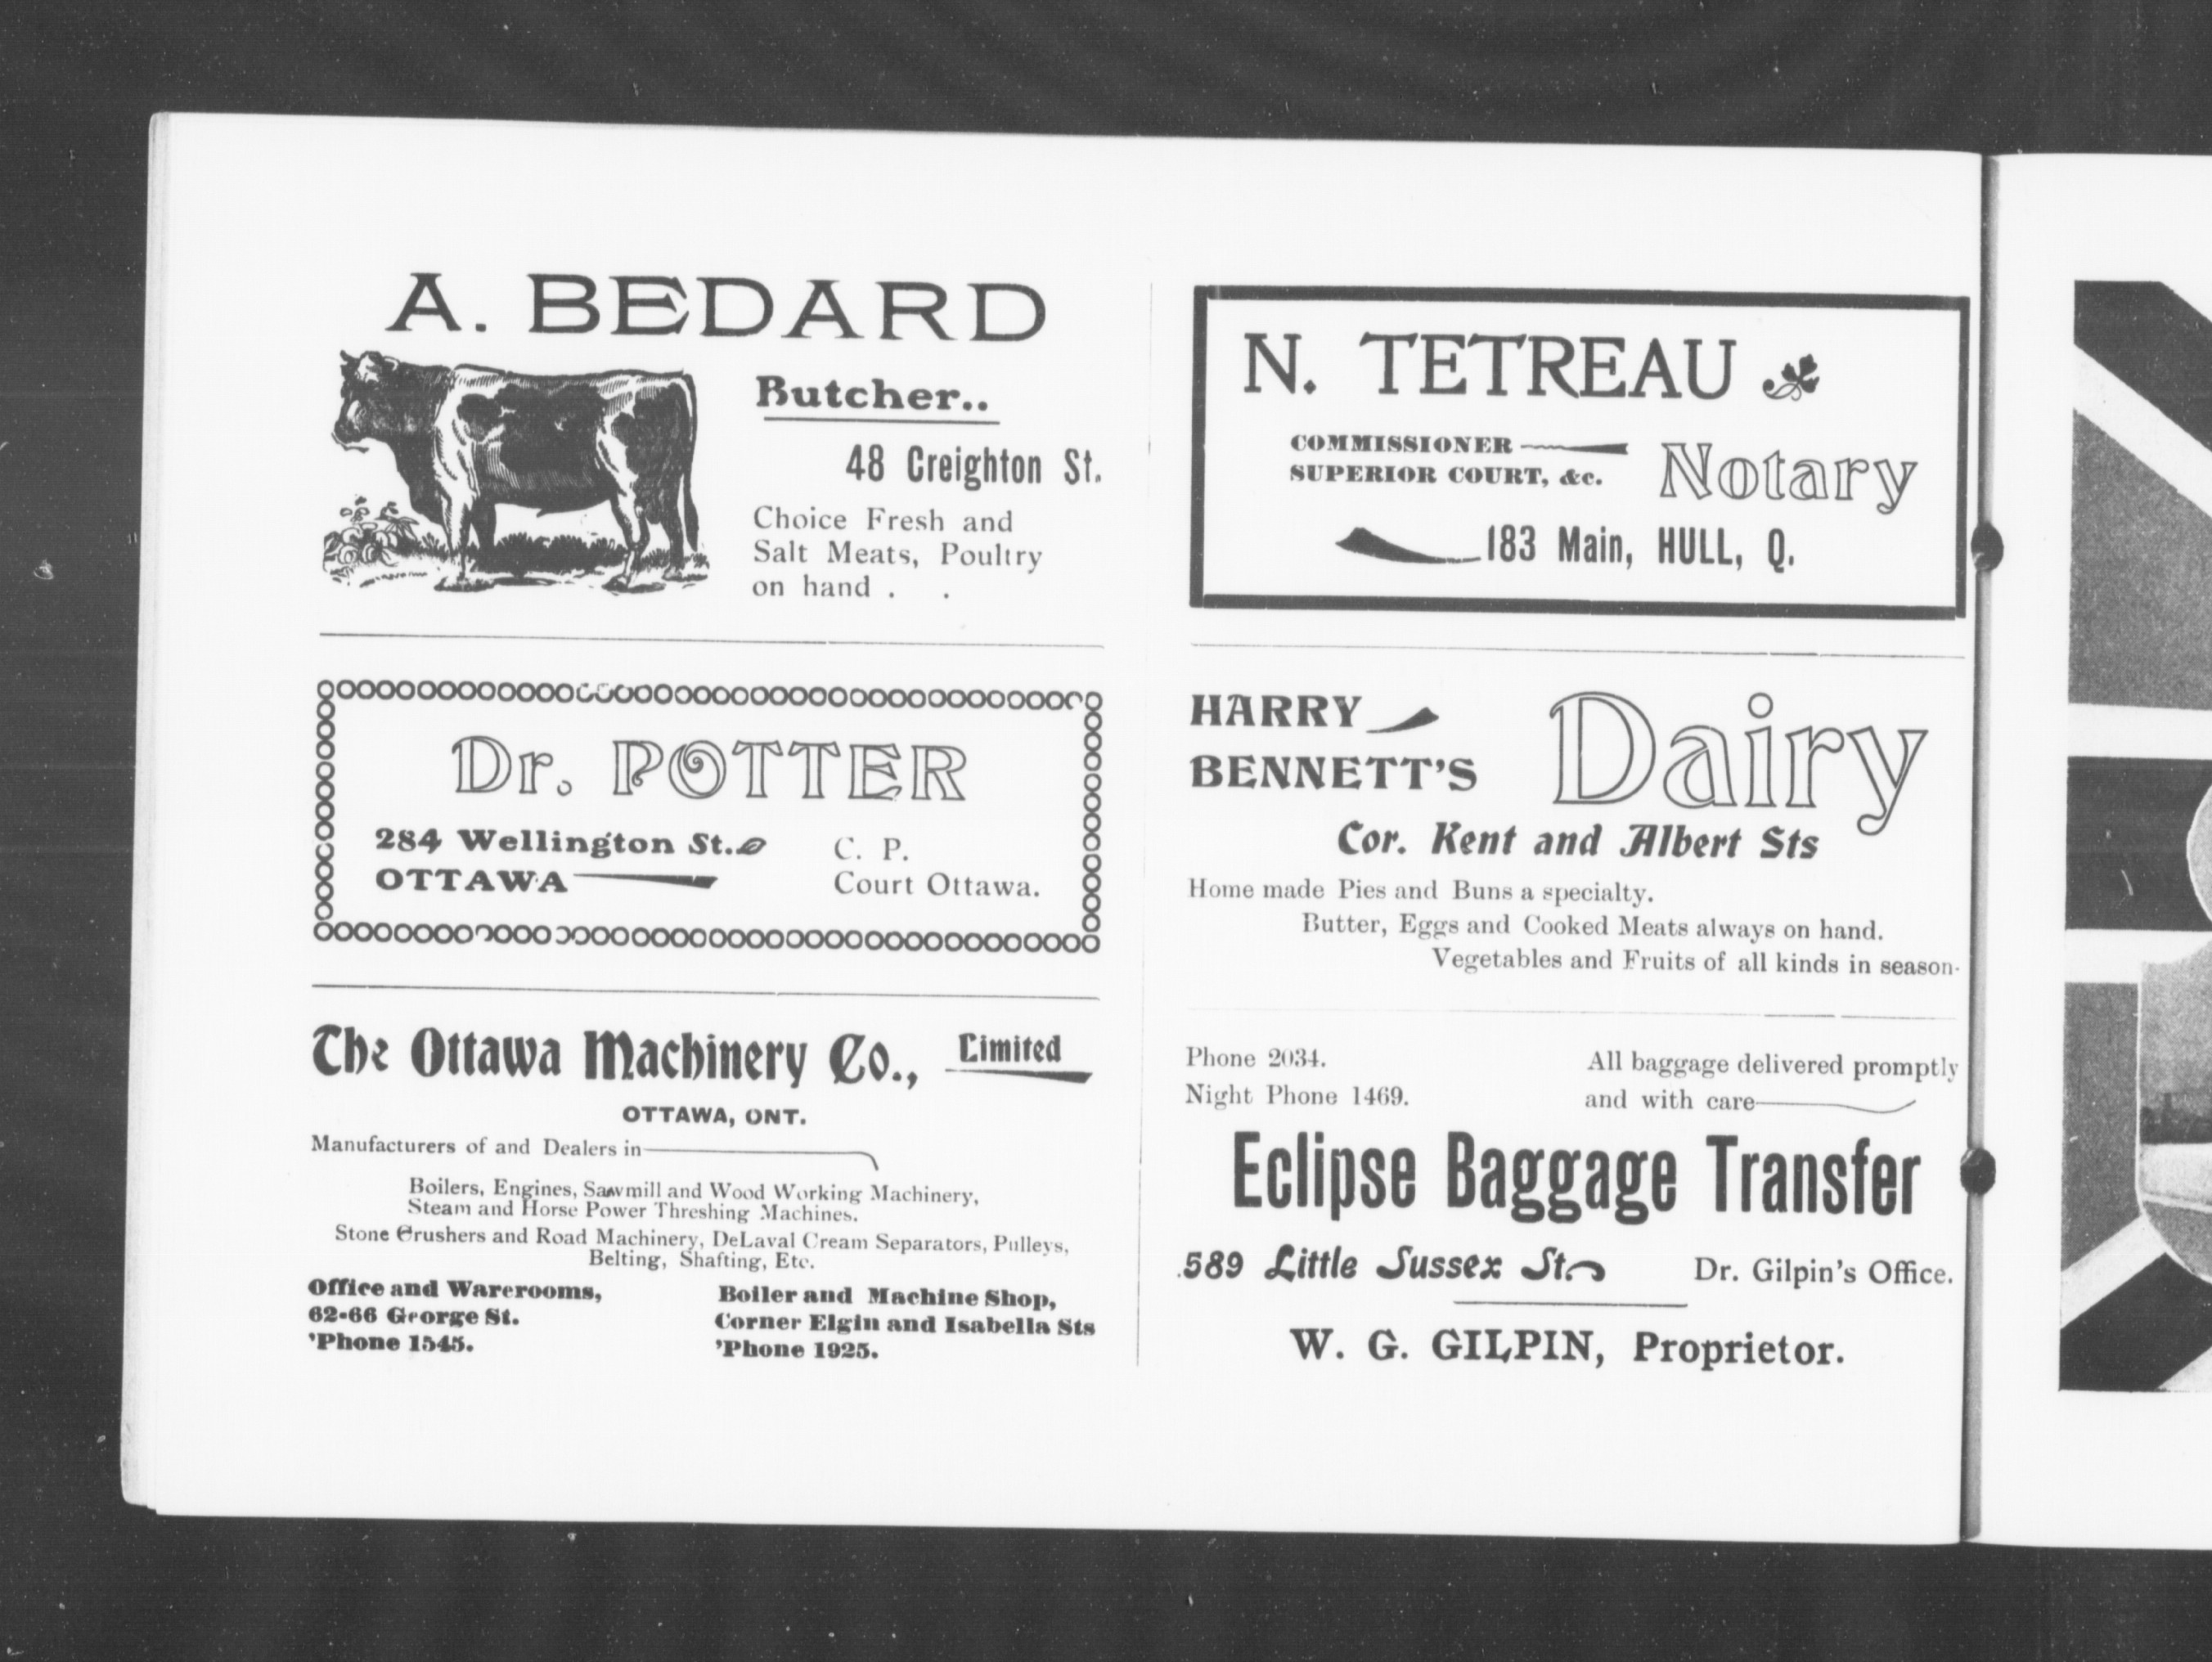 A. BEDARD
Butcher..
48 Creighton St.
Choice Fresh and
Salt Meats, Poultry
on hand . .
Dr. POTTER
284 Wellington St.
OTTAWA
C. P.
Court Ottawa.
The Ottawa Machinery Co., Limited
OTTAWA, ONT.
Manufacturers of and Dealers in
Boilers, Engines, Sawmill and Wood Working Machinery,
Steam and Horse Power Threshing Machines.
Stone Crushers and Road Machinery, DeLaval Cream Separators, Pulleys,
Belting, Shafting, Etc.
Office and Warerooms,
62-66 George St.
'Phone 1545.
Boiler and Machine Shop,
Corner Elgin and Isabella Sts
'Phone 1925.
N. TETREAU
COMMISSIONER
SUPERIOR COURT, &c.
Notary
183 Main, HULL, Q.
HARRY
BENNETT'S
Dairy
Cor. Kent and Albert Sts
Home made Pies and Buns a specialty.
Butter, Eggs and Cooked Meats always on hand.
Vegetables and Fruits of all kinds in season.
Phone 2034.
Night Phone 1469.
All baggage delivered promptly
and with care
Eclipse Baggage Transfer
589 Little Sussex St.
Dr. Gilpin's Office.
W. G. GILPIN, Proprietor.